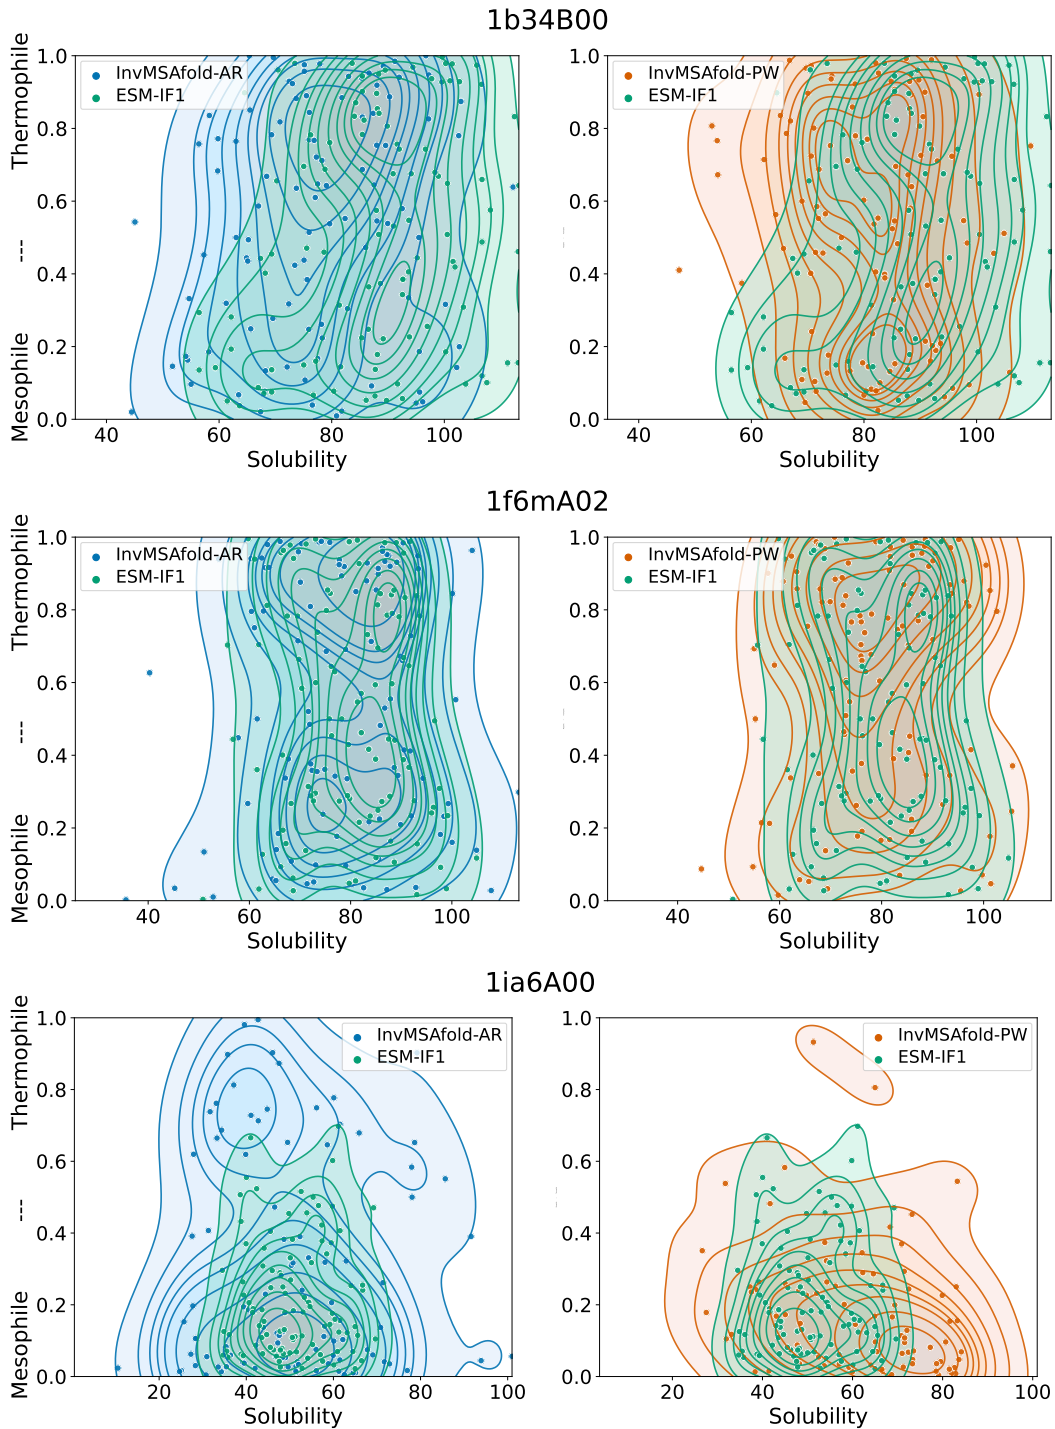 1b34B00
Mesophile --- Thermophile
1.0
0.8
0.6
0.4
0.2
0.0
InvMSAfold-AR
ESM-IF1
40 60 80 100
Solubility
1.0
0.8
0.6
0.4
0.2
0.0
InvMSAfold-PW
ESM-IF1
40 60 80 100
Solubility
1f6mA02
Mesophile --- Thermophile
1.0
0.8
0.6
0.4
0.2
0.0
InvMSAfold-AR
ESM-IF1
40 60 80 100
Solubility
1.0
0.8
0.6
0.4
0.2
0.0
InvMSAfold-PW
ESM-IF1
40 60 80 100
Solubility
1ia6A00
Mesophile --- Thermophile
1.0
0.8
0.6
0.4
0.2
0.0
InvMSAfold-AR
ESM-IF1
20 40 60 80 100
Solubility
1.0
0.8
0.6
0.4
0.2
0.0
InvMSAfold-PW
ESM-IF1
20 40 60 80 100
Solubility